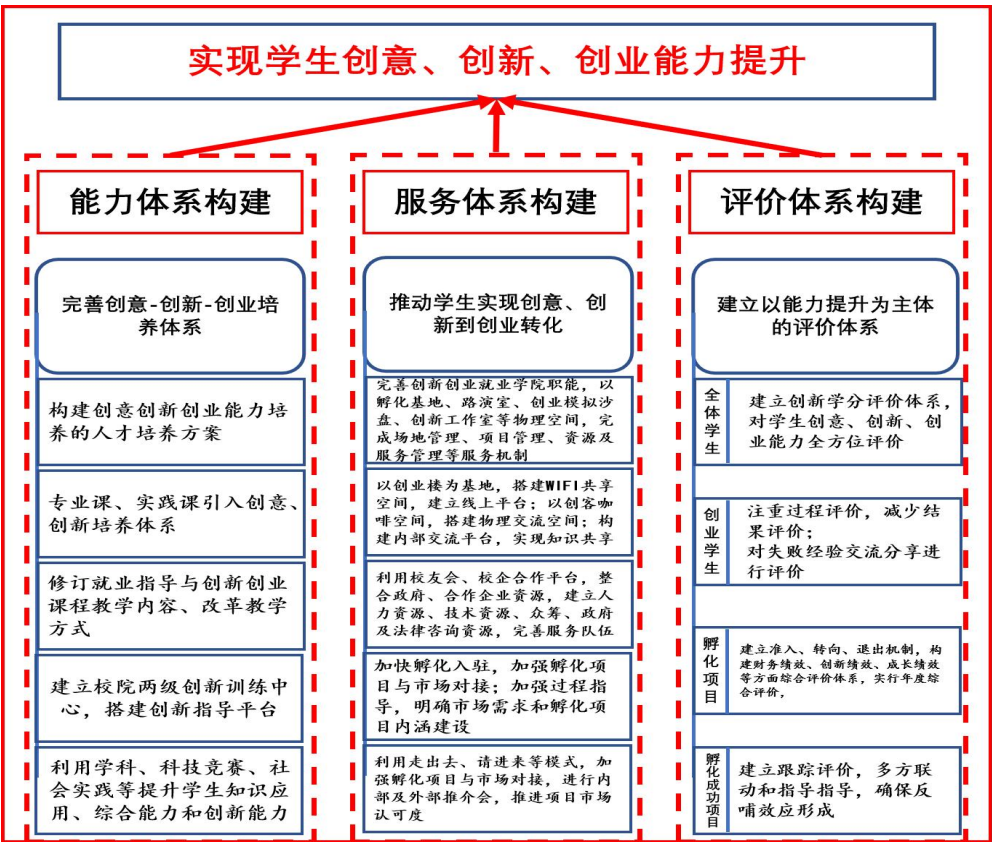 实现学生创意、创新、创业能力提升
能力体系构建
完善创意-创新-创业培
养体系
构建创意创新创业能力培
养的人才培养方案
专业课、实践课引入创意、
创新培养体系
修订就业指导与创新创业
课程教学内容、改革教学
方式
建立校院两级创新训练中
心，搭建创新指导平台
利用学科、科技竞赛、社
会实践等提升学生知识应
用、综合能力和创新能力
服务体系构建
推动学生实现创意、创
新到创业转化
完善创新创业就业学院职能，以
孵化基地、路演室、创业模拟沙
盘、创新工作室等物理空间，完
成场地管理、项目管理、资源及
服务管理等服务机制
以创业楼为基地，搭建WIFI共享
空间，建立线上平台；以创客咖
啡空间，搭建物理交流空间；构
建内部交流平台，实现知识共享
利用校友会、校企合作平台，整
合政府、合作企业资源，建立人
力资源、技术资源、众筹、政府
及法律咨询资源，完善服务队伍
加快孵化入驻，加强孵化项
目与市场对接；加强过程指
导，明确市场需求和孵化项
目内涵建设
利用走出去、请进来等模式，加
强孵化项目与市场对接，进行内
部及外部推介会，推进项目市场
认可度
评价体系构建
建立以能力提升为主体
的评价体系
全体学生
建立创新学分评价体系，
对学生创意、创新、创
业能力全方位评价
创业学生
注重过程评价，减少结
果评价；
对失败经验交流分享进
行评价
孵化项目
建立准入、转向、退出机制，构
建财务绩效、创新绩效、成长绩效
等方面综合评价体系，实行年度综
合评价，
孵化成功项目
建立跟踪评价，多方联
动和指导指导，确保反
哺效应形成